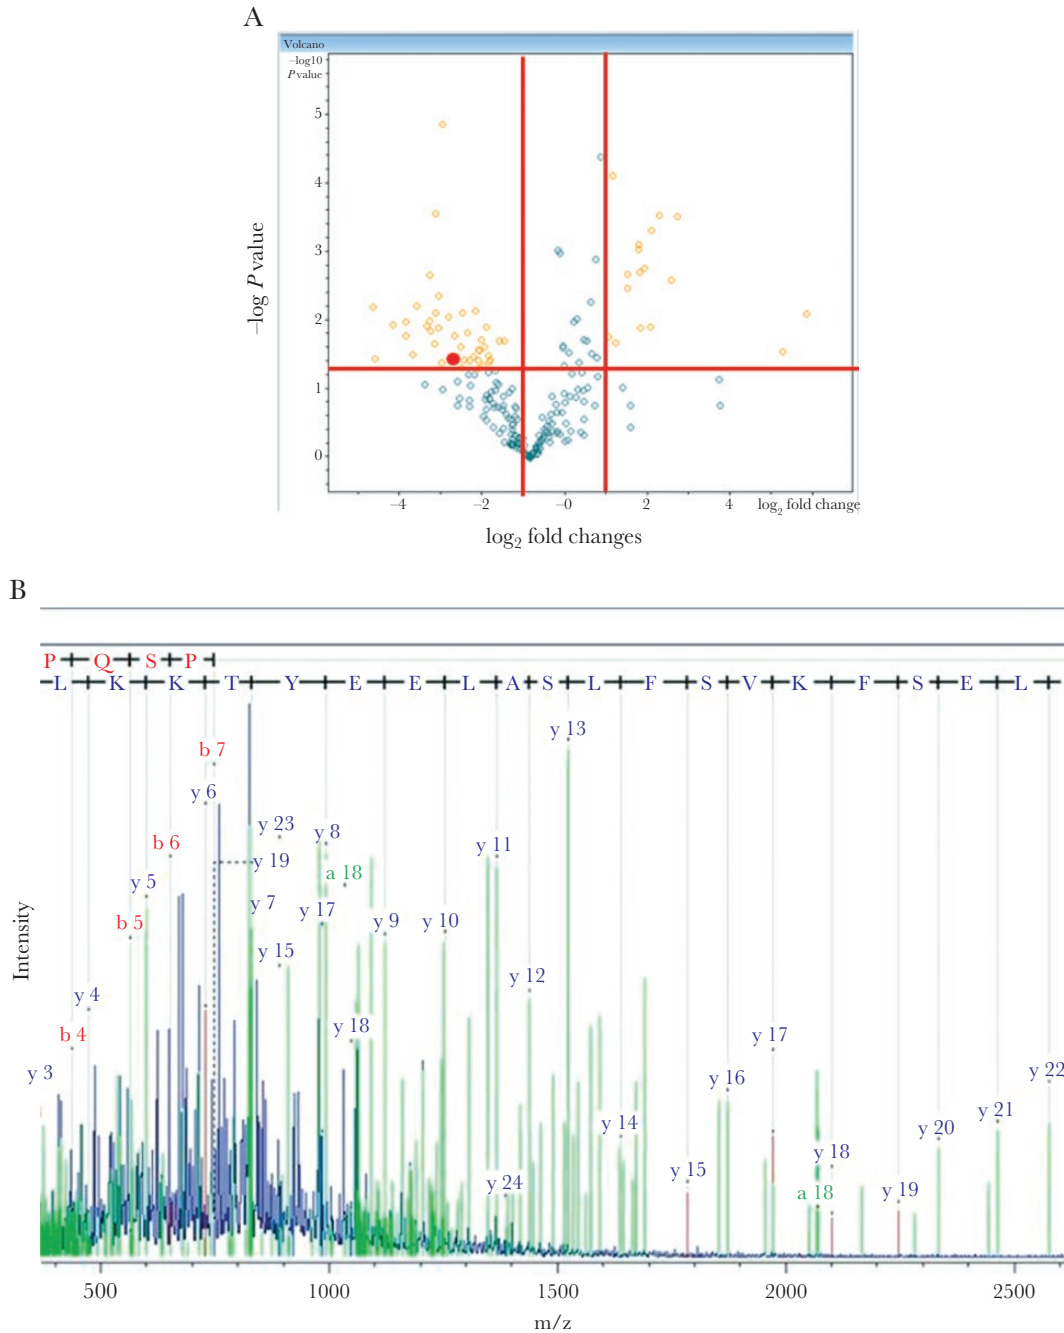 A
Volcano
–log10
P value
5
4
3
2
1
0
–log P value
–4
–2
–0
2
4
log2 fold change
log2 fold changes
B
P Q S P
L K K T Y E E L A S L F S V K F S E L
y 13
b 7
y 6
y 23
y 8
b 6
y 19
y 11
a 18
y 5
y 7
y 17
b 5
y 9
y 10
y 15
y 12
y 4
b 4
y 18
y 17
y 3
y 16
y 22
y 14
y 21
y 20
y 18
y 15
y 24
a 18
y 19
Intensity
500
1000
1500
2000
2500
m/z